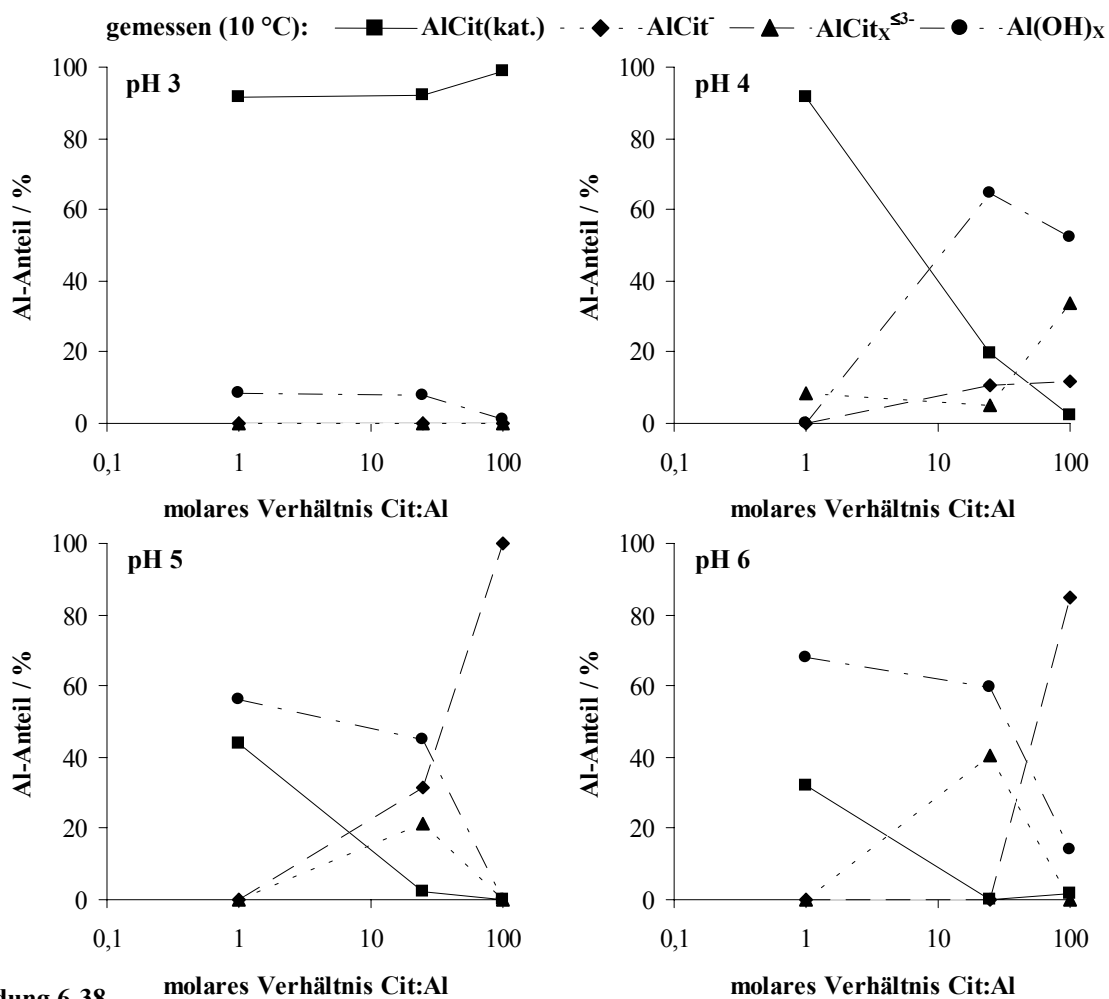 gemessen (10 °C): AlCit(kat.) AlCit⁻ AlCitₓ^≤3- Al(OH)ₓ
pH 3
Al-Anteil / %
100
80
60
40
20
0
0,1 1 10 100
molares Verhältnis Cit:Al
pH 4
Al-Anteil / %
100
80
60
40
20
0
0,1 1 10 100
molares Verhältnis Cit:Al
pH 5
Al-Anteil / %
100
80
60
40
20
0
0,1 1 10 100
molares Verhältnis Cit:Al
pH 6
Al-Anteil / %
100
80
60
40
20
0
0,1 1 10 100
molares Verhältnis Cit:Al